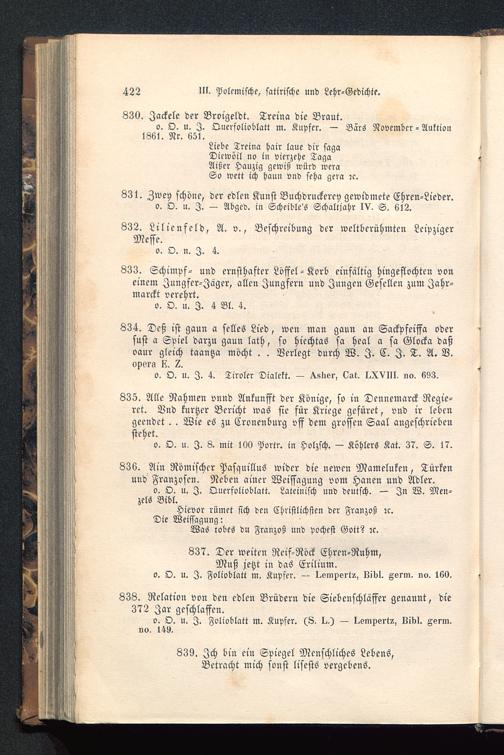 422 III. Polemische, satirische und Lehr-Gedichte.
830. Jackele der Broigeldt. Treina die Braut.
o. O. u. J. Querfolioblatt m. Kupfer. — Bärs November-Auktion
1861. Nr. 651.
Liebe Treina hair laue dir saga
Diewöil no in vierzehe Taga
Aißer Hauzig gewiß würd wera
So wett ich haun vnd seha gera ꝛc.
831. Zwey schöne, der edlen Kunst Buchdruckerey gewidmete Ehren-Lieder.
o. O. u. J. — Abged. in Scheible's Schaltjahr IV. S. 612.
832. Lilienfeld, A. v., Beschreibung der weltberühmten Leipziger
Messe.
o. O. u. J. 4.
833. Schimpf- und ernsthafter Löffel-Korb einfältig hingeflochten von
einem Jungfer-Jäger, allen Jungfern und Jungen Gesellen zum Jahr-
marckt verehrt.
o. O. u. J. 4 Bl. 4.
834. Deß ist gaun a selles Lied, wen man gaun an Sackpfeiffa oder
sust a Spiel darzu gaun lath, so hiechtas sa heal a sa Glocka daß
oaur gleich taantza möcht . . Verlegt durch W. J. C. J. T. A. V.
opera E. Z.
o. O. u. J. 4. Tiroler Dialekt. — Asher, Cat. LXVIII. no. 693.
835. Alle Nahmen vnnd Ankunfft der Könige, so in Dennemarck Regie-
ret. Vnd kurtzer Bericht was sie für Kriege gefüret, vnd ir leben
geendet . . Wie es zu Cronenburg vff dem grossen Saal angeschrieben
stehet.
o. O. u. J. 8. mit 100 Portr. in Holzsch. — Köhlers Kat. 37. S. 17.
836. Ain Römischer Pasquillus wider die newen Mameluken, Türken
und Franzosen. Neben einer Weissagung vom Hanen und Adler.
o. O. u. J. Querfolioblatt. Lateinisch und deutsch. — In W. Men-
zels Bibl.
Hievor rümet sich den Christlichsten der Franzoß ꝛc.
Die Weissagung:
Was tobes du Franzoß und pochest Gott? ꝛc.
837. Der weiten Reif-Röck Ehren-Ruhm,
Muß jetzt in das Exilium.
o. O. u. J. Folioblatt m. Kupfer. — Lempertz, Bibl. germ. no. 160.
838. Relation von den edlen Brüdern die Siebenschläffer genannt, die
372 Jar geschlaffen.
o. O. u. J. Folioblatt m. Kupfer. (S. L.) — Lempertz, Bibl. germ.
no. 149.
839. Ich bin ein Spiegel Menschliches Lebens,
Betracht mich sonst lisests vergebens.